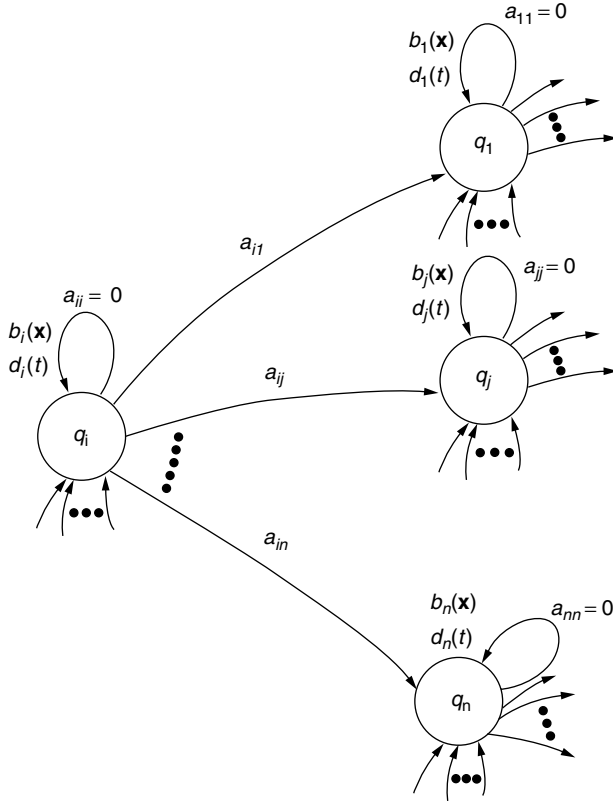 a₁₁ = 0
b₁(x)
d₁(t)
q₁
aᵢ₁
bⱼ(x)
aⱼⱼ = 0
dⱼ(t)
aᵢᵢ = 0
bᵢ(x)
dᵢ(t)
aᵢⱼ
qⱼ
qᵢ
aᵢₙ
bₙ(x)
aₙₙ = 0
dₙ(t)
qₙ